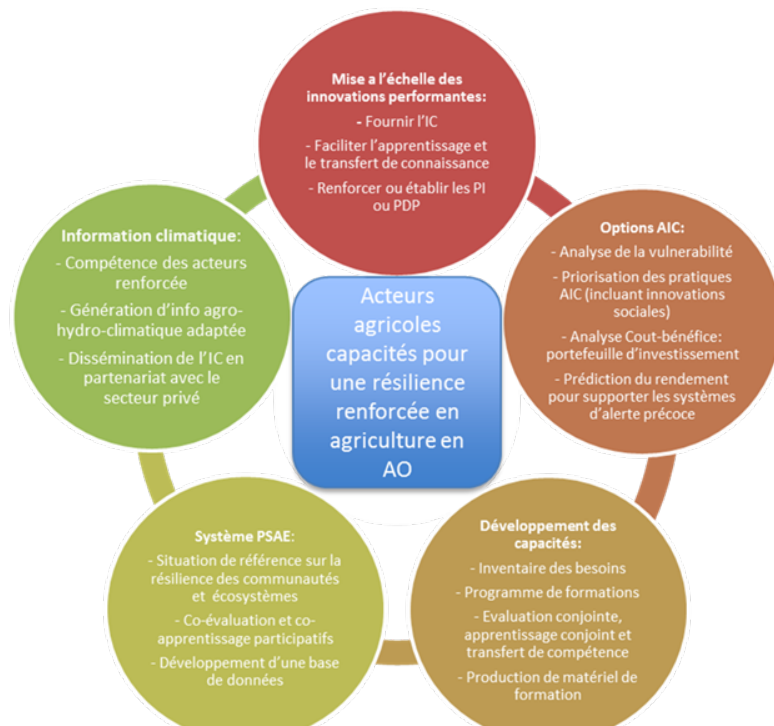 Mise a l'échelle des
innovations performantes:
- Fournir l'IC
- Faciliter l'apprentissage et
le transfert de connaissance
- Renforcer ou établir les PI
ou PDP
Options AIC:
- Analyse de la vulnerabilité
- Priorisation des pratiques
AIC (incluant innovations
sociales)
- Analyse Cout-bénéfice:
portefeuille d'investissement
- Prédiction du rendement
pour supporter les systèmes
d'alerte précoce
Développement des
capacités:
- Inventaire des besoins
- Programme de formations
- Evaluation conjointe,
apprentissage conjoint et
transfert de compétence
- Production de matériel de
formation
Système PSAE:
- Situation de référence sur la
résilience des communautés
et écosystèmes
- Co-évaluation et co-
apprentissage participatifs
- Développement d'une base
de données
Information climatique:
- Compétence des acteurs
renforcée
- Génération d'info agro-
hydro-climatique adaptée
- Dissémination de l'IC en
partenariat avec le
secteur privé
Acteurs
agricoles
capacités pour
une résilience
renforcée en
agriculture en
AO